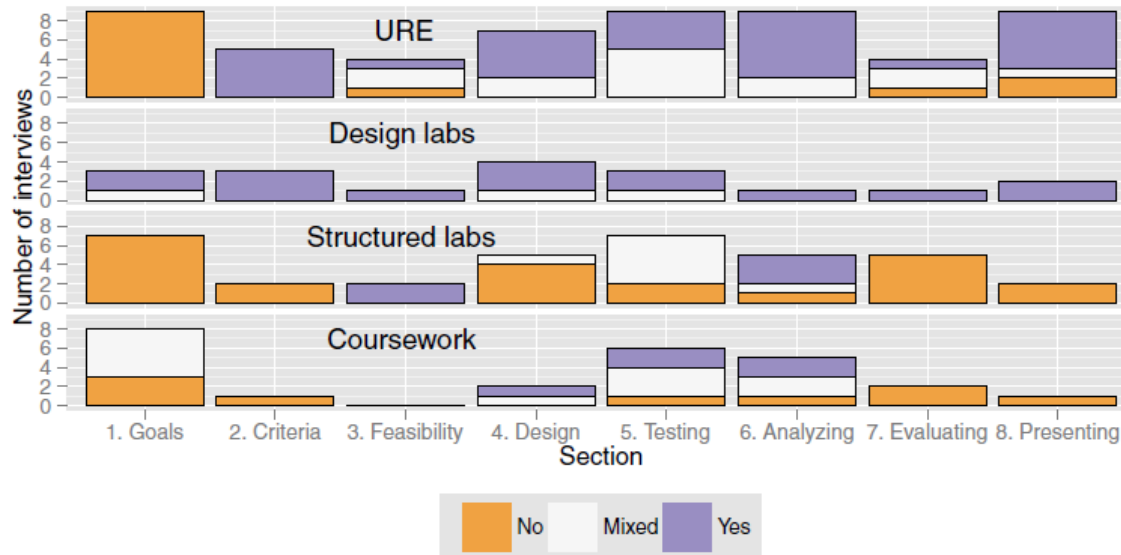 Number of interviews
URE
8
6
4
2
0
Design labs
8
6
4
2
0
Structured labs
8
6
4
2
0
Coursework
8
6
4
2
0
1. Goals 2. Criteria 3. Feasibility 4. Design 5. Testing 6. Analyzing 7. Evaluating 8. Presenting
Section
No Mixed Yes